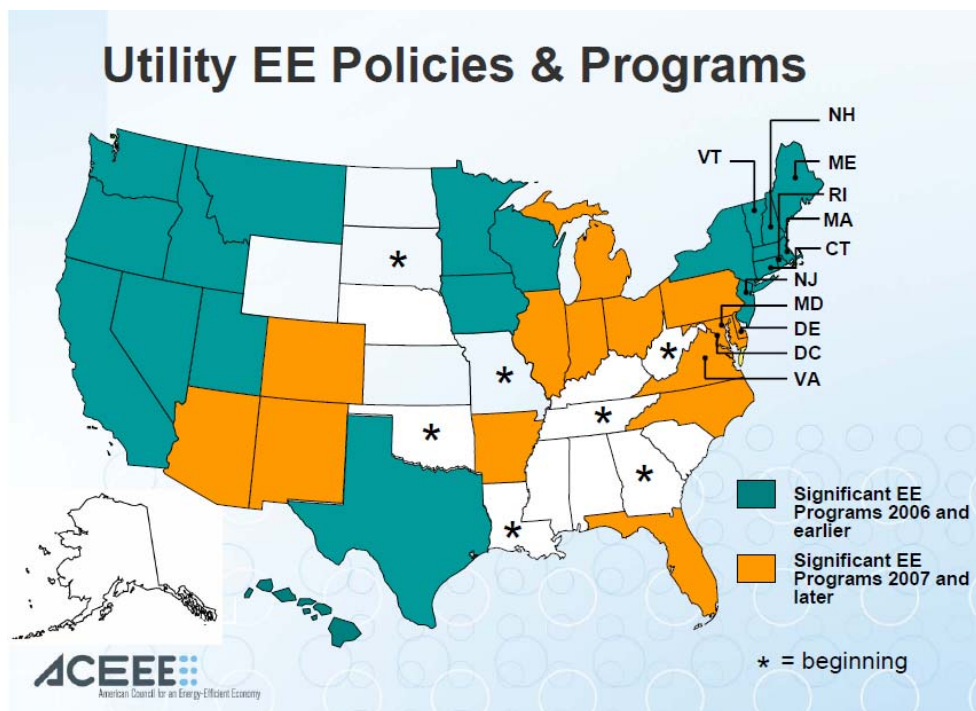 Utility EE Policies & Programs
NH
VT
ME
RI
MA
CT
NJ
MD
DE
DC
VA
*
*
*
*
*
*
*
Significant EE
Programs 2006 and
earlier
Significant EE
Programs 2007 and
later
* = beginning
ACEEE
American Council for an Energy-Efficient Economy